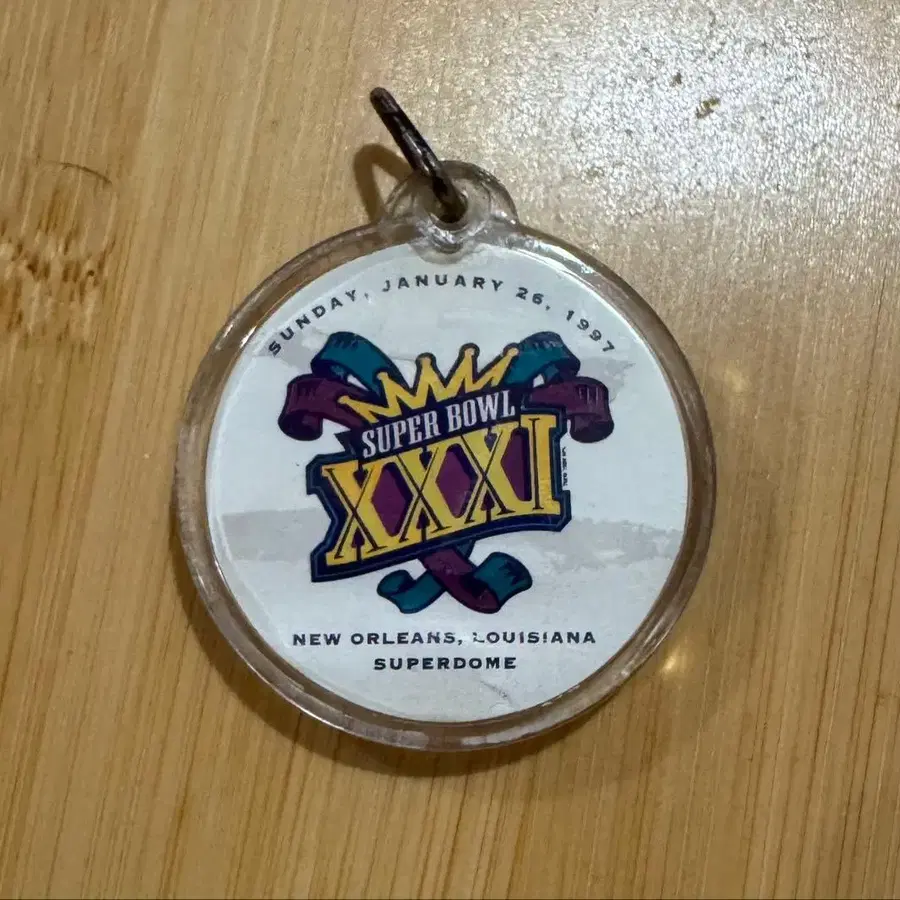 SUNDAY, JANUARY 26, 1997
SUPER BOWL
XXXI
NEW ORLEANS, LOUISIANA
SUPERDOME